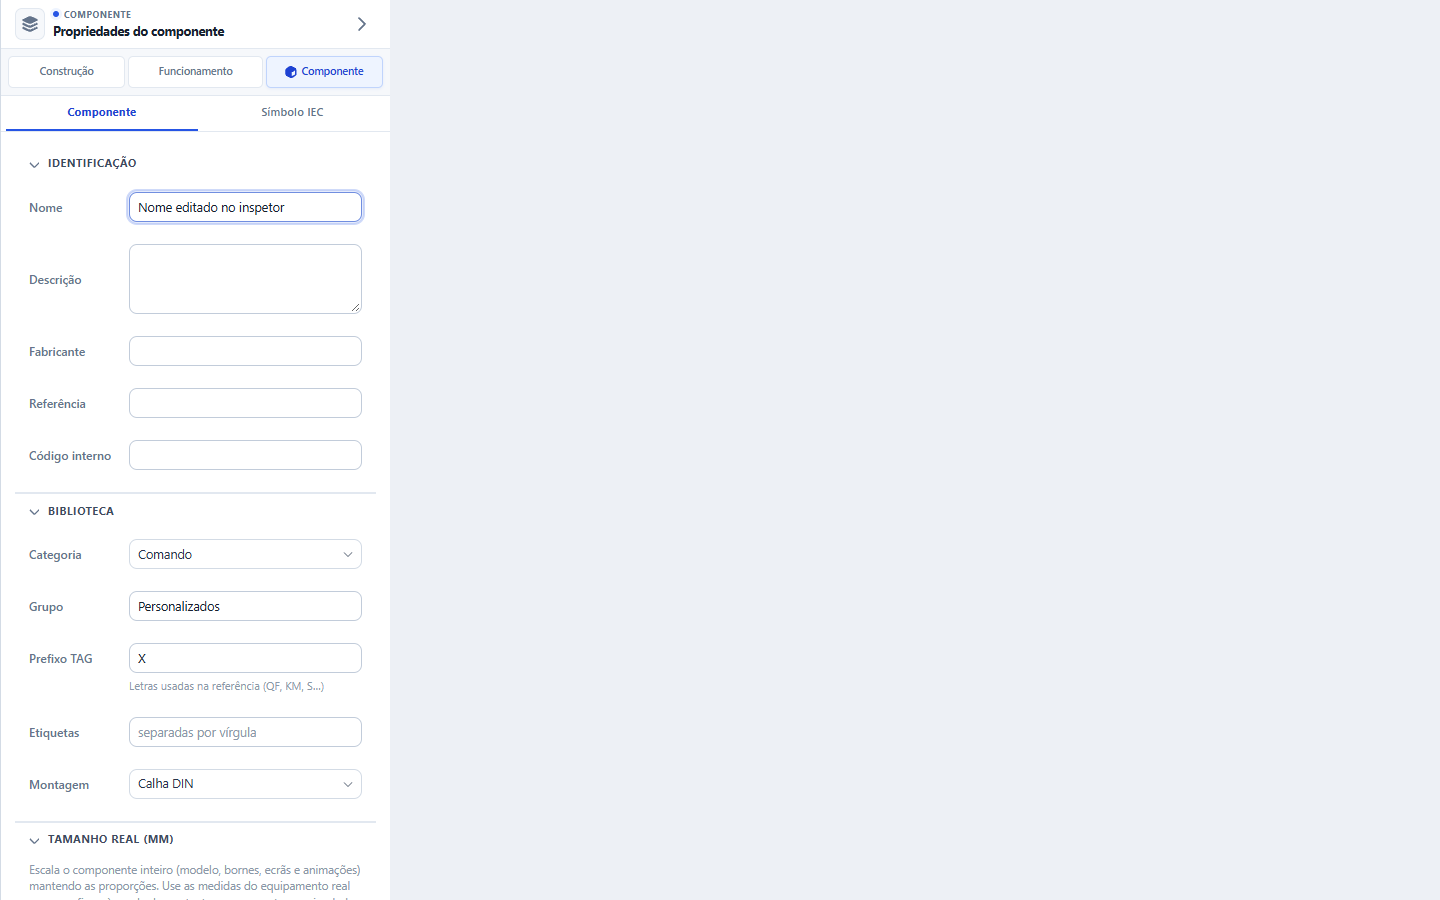 COMPONENTE
Propriedades do componente
Construção
Funcionamento
Componente
Componente
Símbolo IEC
IDENTIFICAÇÃO
Nome
Nome editado no inspetor
Descrição
Fabricante
Referência
Código interno
BIBLIOTECA
Categoria
Comando
Grupo
Personalizados
Prefixo TAG
X
Letras usadas na referência (QF, KM, S...)
Etiquetas
separadas por vírgula
Montagem
Calha DIN
TAMANHO REAL (MM)
Escala o componente inteiro (modelo, bornes, ecrãs e animações)
mantendo as proporções. Use as medidas do equipamento real